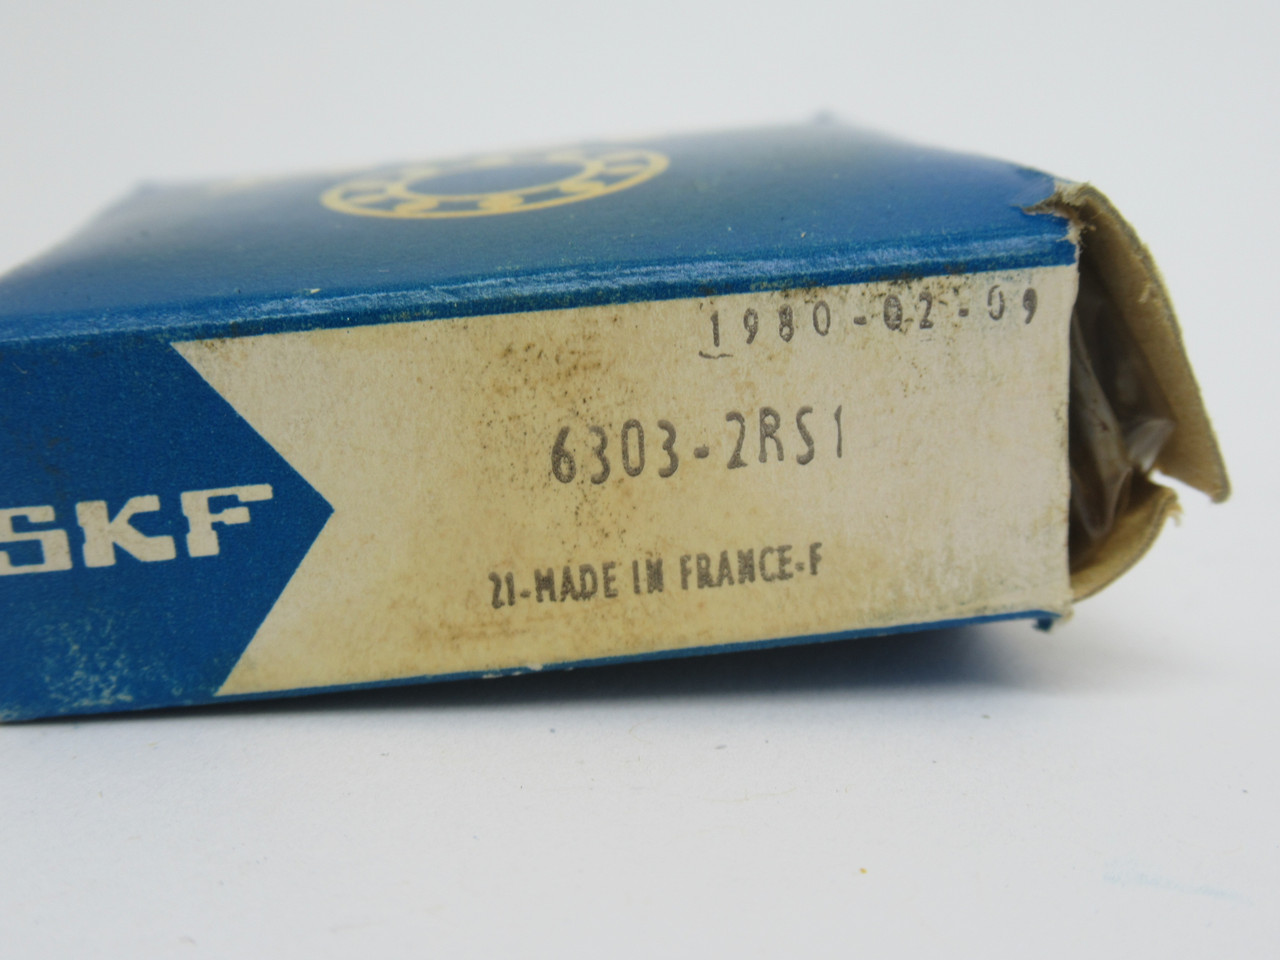 1980-02-09
6303-2RS1
SKF
21-MADE IN FRANCE-F